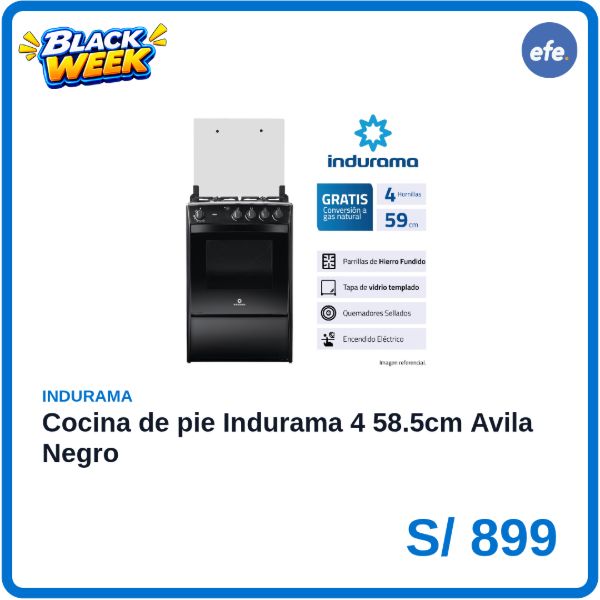 BLACK
WEEK
efe.
indurama
GRATIS
Conversión a
gas natural
4 Hornillas
59 cm
Parrillas de Hierro Fundido
Tapa de vidrio templado
Quemadores Sellados
Encendido Eléctrico
Imagen referencial.
indurama
INDURAMA
Cocina de pie Indurama 4 58.5cm Avila
Negro
S/ 899